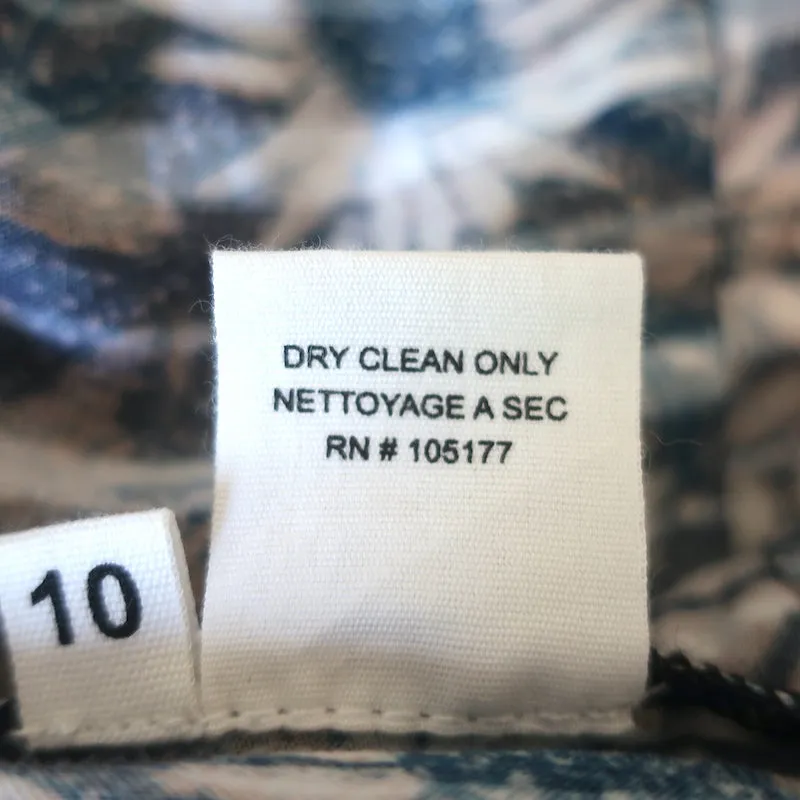 DRY CLEAN ONLY
NETTOYAGE A SEC
RN # 105177
10